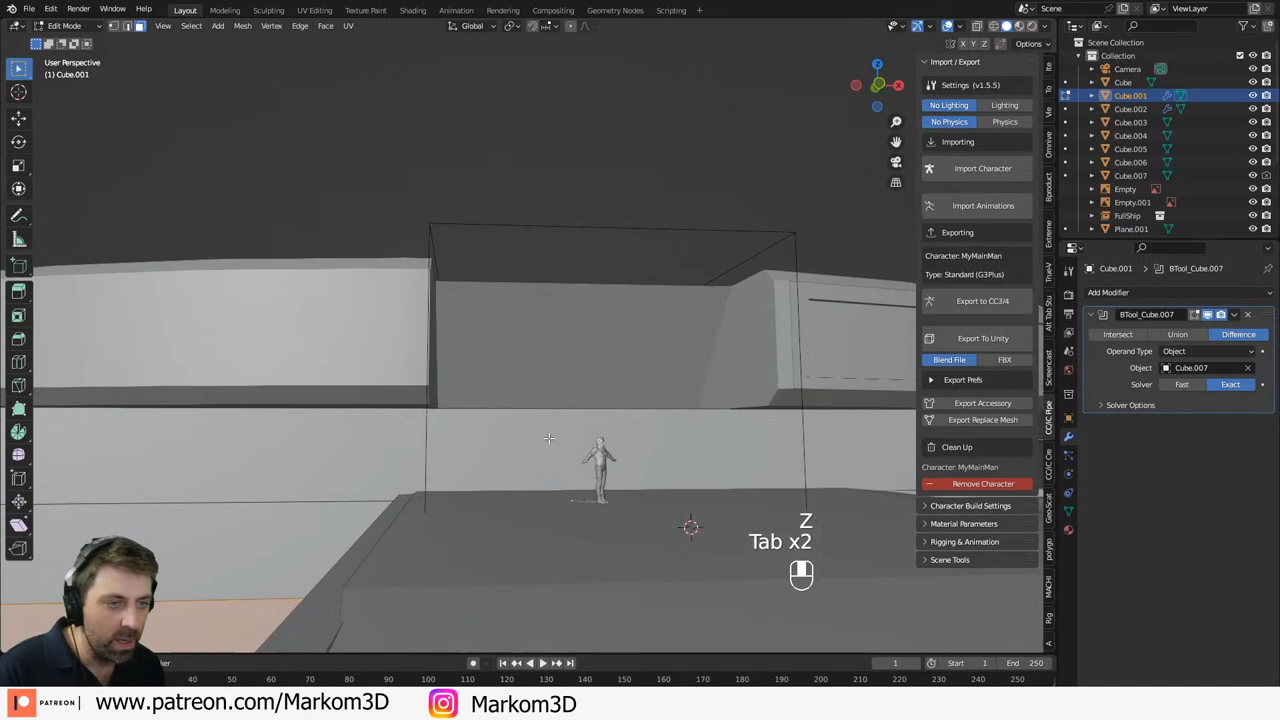 File Edit Render Window Help Layout Modeling Sculpting UV Editing Texture Paint Shading Animation Rendering Compositing Geometry Nodes Scripting Scene ViewLayer
Edit Mode View Select Add Mesh Vertex Edge Face UV Global
X Y Z Options
User Perspective
(1) Cube.001
Import / Export
Settings (v1.5.5)
No Lighting Lighting
No Physics Physics
Importing
Import Character
Import Animations
Exporting
Character: MyMainMan
Type: Standard (G3Plus)
Export to CC3/4
Export To Unity
Blend File FBX
Export Prefs
Export Accessory
Export Replace Mesh
Clean Up
Character: MyMainMan
Remove Character
Character Build Settings
Material Parameters
Rigging & Animation
Scene Tools
Scene Collection
Collection
Camera
Cube
Cube.001
Cube.002
Cube.003
Cube.004
Cube.005
Cube.006
Cube.007
Empty
Empty.001
FullShip
Plane.001
Cube.001 BTool_Cube.007
Add Modifier
BTool_Cube.007
Intersect Union Difference
Operand Type Object
Object Cube.007
Solver Fast Exact
Solver Options
Z
Tab x2
1 Start 1 End 250
100 110 120 130 140 150 160 170 180 190 200 210 220 230 240 250
PATREON www.patreon.com/Markom3D Markom3D